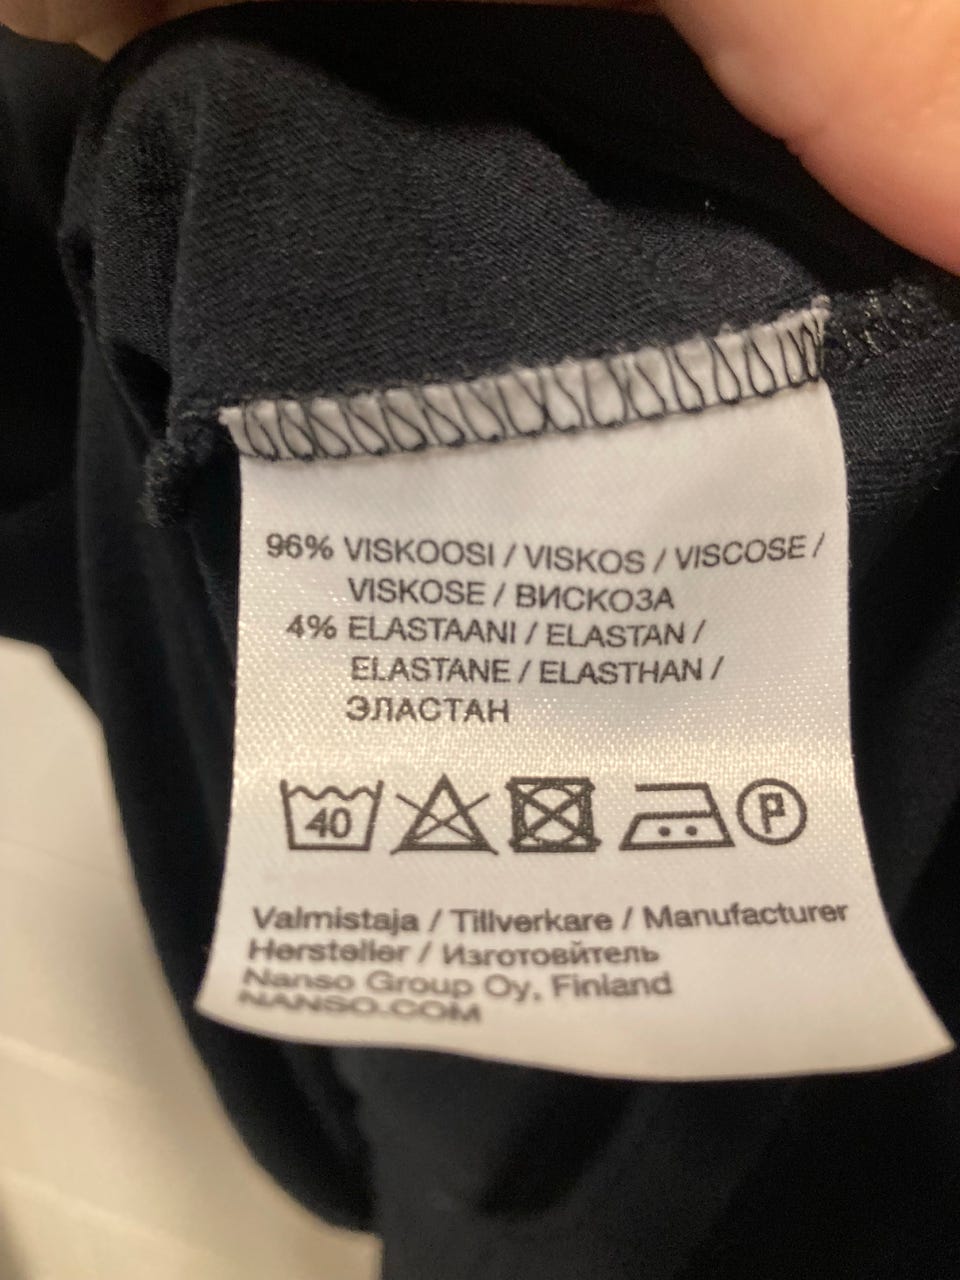 96% VISKOOSI / VISKOS / VISCOSE /
VISKOSE / ВИСКОЗА
4% ELASTAANI / ELASTAN /
ELASTANE / ELASTHAN /
ЭЛАСТАН
40 P
Valmistaja / Tillverkare / Manufacturer
Hersteller / Изготовйтель
Nanso Group Oy, Finland
NANSO.COM